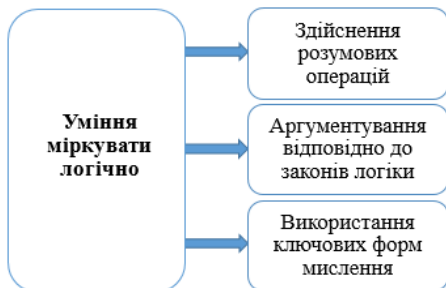 Уміння
міркувати
логічно
Здійснення
розумових
операцій
Аргументування
відповідно до
законів логіки
Використання
ключових форм
мислення